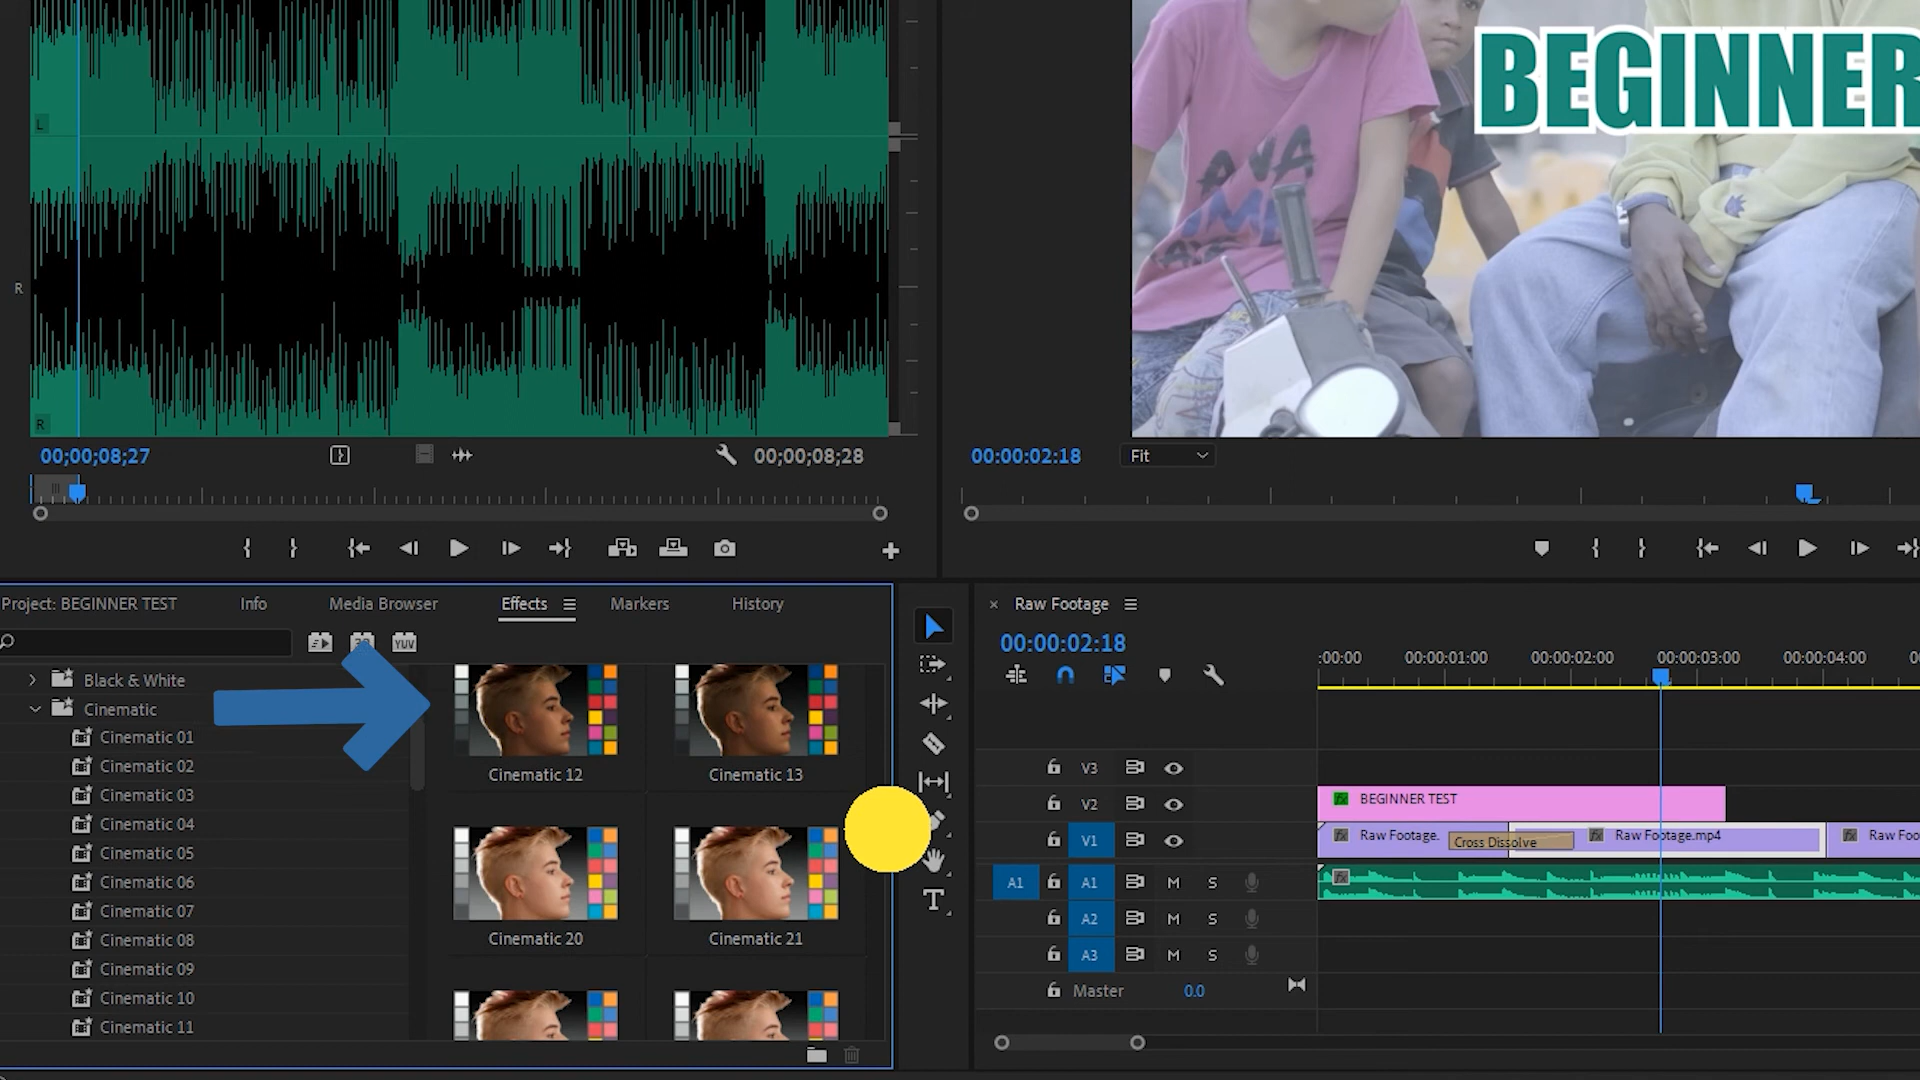 BEGINNER
L
R
R
00;00;08;27
00;00;08;28
00:00:02:18
Fit
Project: BEGINNER TEST
Info
Media Browser
Effects
Markers
History
YUV
Black & White
Cinematic
Cinematic 01
Cinematic 02
Cinematic 03
Cinematic 04
Cinematic 05
Cinematic 06
Cinematic 07
Cinematic 08
Cinematic 09
Cinematic 10
Cinematic 11
Cinematic 12
Cinematic 13
Cinematic 20
Cinematic 21
Raw Footage
00:00:02:18
:00:00
00:00:01:00
00:00:02:00
00:00:03:00
00:00:04:00
V3
V2
BEGINNER TEST
V1
Raw Footage.
Cross Dissolve
Raw Footage.mp4
Raw Foo
A1
A1
M
S
A2
M
S
A3
M
S
Master
0.0